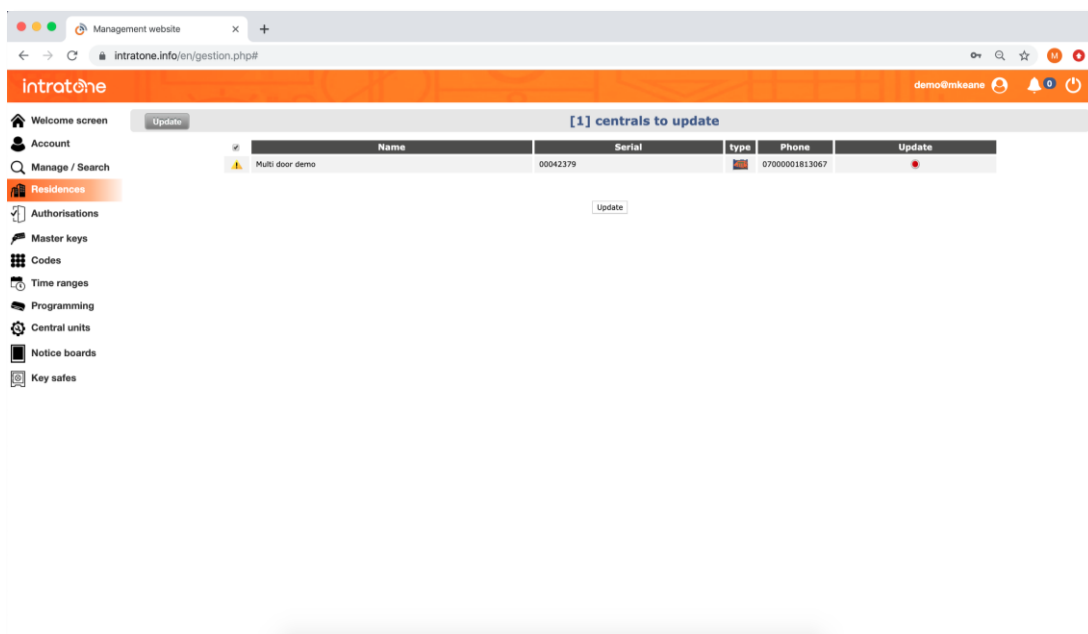 Management website
intratone.info/en/gestion.php#
M
intratone
demo@mkeane
0
Welcome screen
Account
Manage / Search
Residences
Authorisations
Master keys
Codes
Time ranges
Programming
Central units
Notice boards
Key safes
Update
[1] centrals to update
Name Serial type Phone Update
Multi door demo 00042379 07000001813067
Update